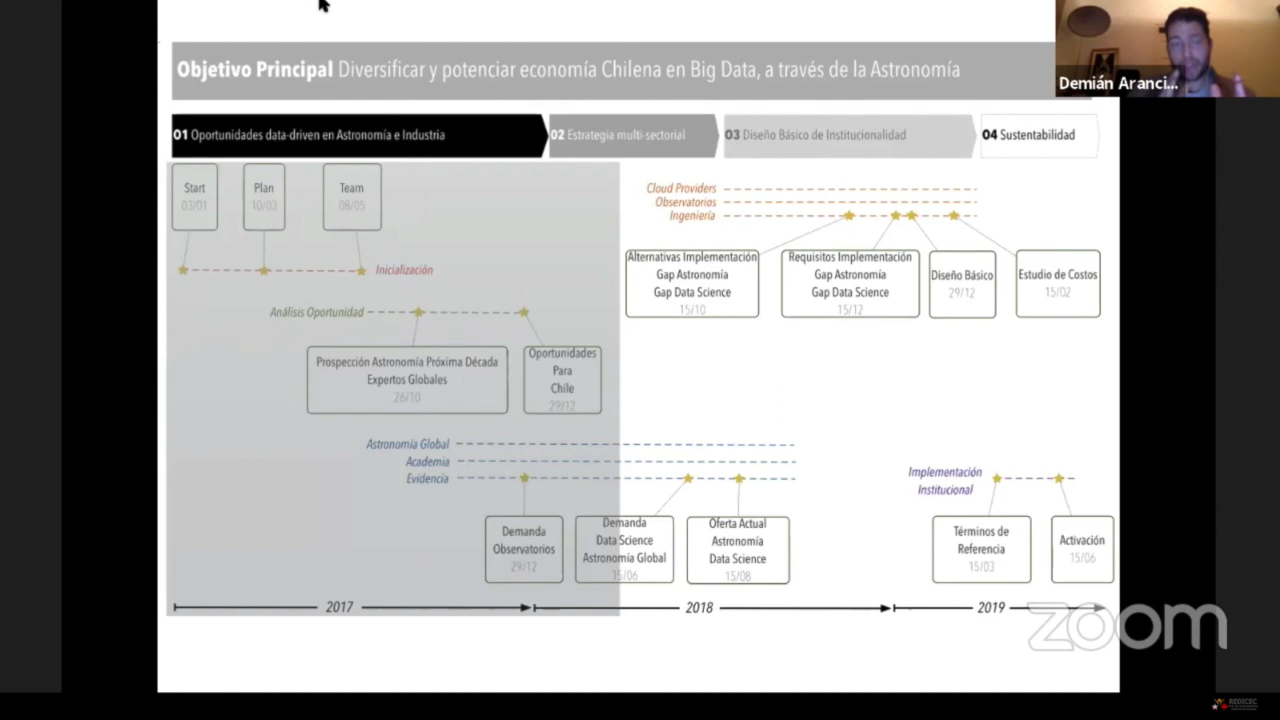 Objetivo Principal Diversificar y potenciar economía Chilena en Big Data, a través de la Astronomía
Demián Aranci...
01 Oportunidades data-driven en Astronomía e Industria
02 Estrategia multi-sectorial
03 Diseño Básico de Institucionalidad
04 Sustentabilidad
Start
03/01
Plan
10/03
Team
08/05
Cloud Providers
Observatorios
Ingeniería
Inicialización
Alternativas Implementación
Gap Astronomía
Gap Data Science
15/10
Requisitos Implementación
Gap Astronomía
Gap Data Science
15/12
Diseño Básico
29/12
Estudio de Costos
15/02
Análisis Oportunidad
Prospección Astronomía Próxima Década
Expertos Globales
26/10
Oportunidades
Para
Chile
29/12
Astronomía Global
Academia
Evidencia
Implementación
Institucional
Demanda
Observatorios
29/12
Demanda
Data Science
Astronomía Global
15/06
Oferta Actual
Astronomía
Data Science
15/08
Términos de
Referencia
15/03
Activación
15/06
2017
2018
2019
zoom
REDICEC